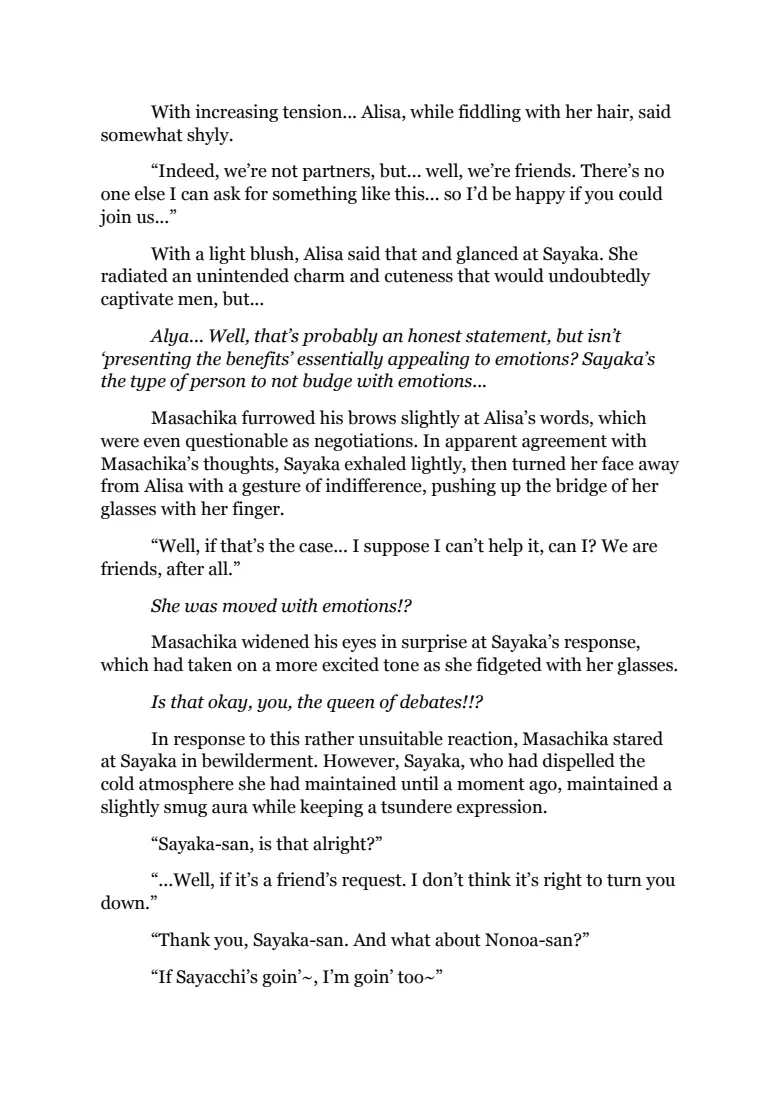 With increasing tension... Alisa, while fiddling with her hair, said
somewhat shyly.
“Indeed, we’re not partners, but... well, we’re friends. There’s no
one else I can ask for something like this... so I’d be happy if you could
join us...”
With a light blush, Alisa said that and glanced at Sayaka. She
radiated an unintended charm and cuteness that would undoubtedly
captivate men, but...
Alya... Well, that’s probably an honest statement, but isn’t
‘presenting the benefits’ essentially appealing to emotions? Sayaka’s
the type of person to not budge with emotions...
Masachika furrowed his brows slightly at Alisa’s words, which
were even questionable as negotiations. In apparent agreement with
Masachika’s thoughts, Sayaka exhaled lightly, then turned her face away
from Alisa with a gesture of indifference, pushing up the bridge of her
glasses with her finger.
“Well, if that’s the case... I suppose I can’t help it, can I? We are
friends, after all.”
She was moved with emotions!?
Masachika widened his eyes in surprise at Sayaka’s response,
which had taken on a more excited tone as she fidgeted with her glasses.
Is that okay, you, the queen of debates!!?
In response to this rather unsuitable reaction, Masachika stared
at Sayaka in bewilderment. However, Sayaka, who had dispelled the
cold atmosphere she had maintained until a moment ago, maintained a
slightly smug aura while keeping a tsundere expression.
“Sayaka-san, is that alright?”
“...Well, if it’s a friend’s request. I don’t think it’s right to turn you
down.”
“Thank you, Sayaka-san. And what about Nonoa-san?”
“If Sayacchi’s goin’~, I’m goin’ too~”